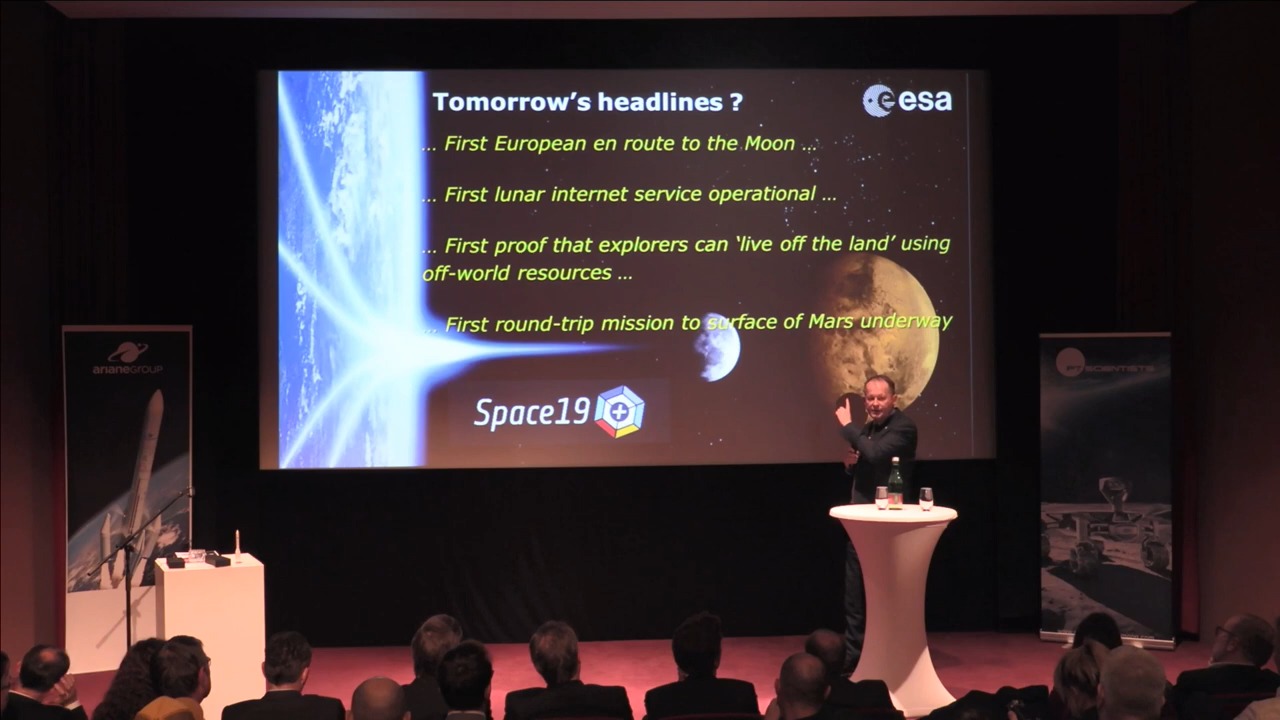 Tomorrow's headlines ?
esa
… First European en route to the Moon …
… First lunar internet service operational …
… First proof that explorers can ‘live off the land’ using
off-world resources …
… First round-trip mission to surface of Mars underway
Space19+
arianeGROUP
PTSCIENTISTS